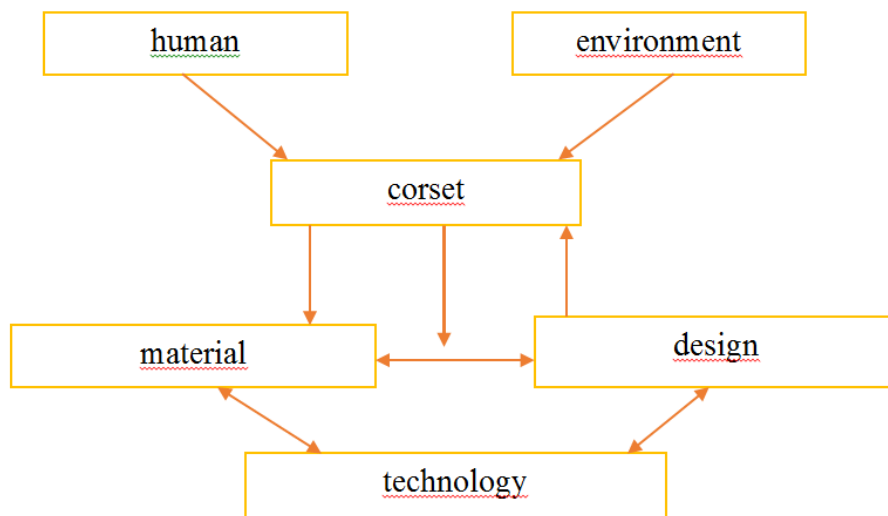 human
environment
corset
material
design
technology